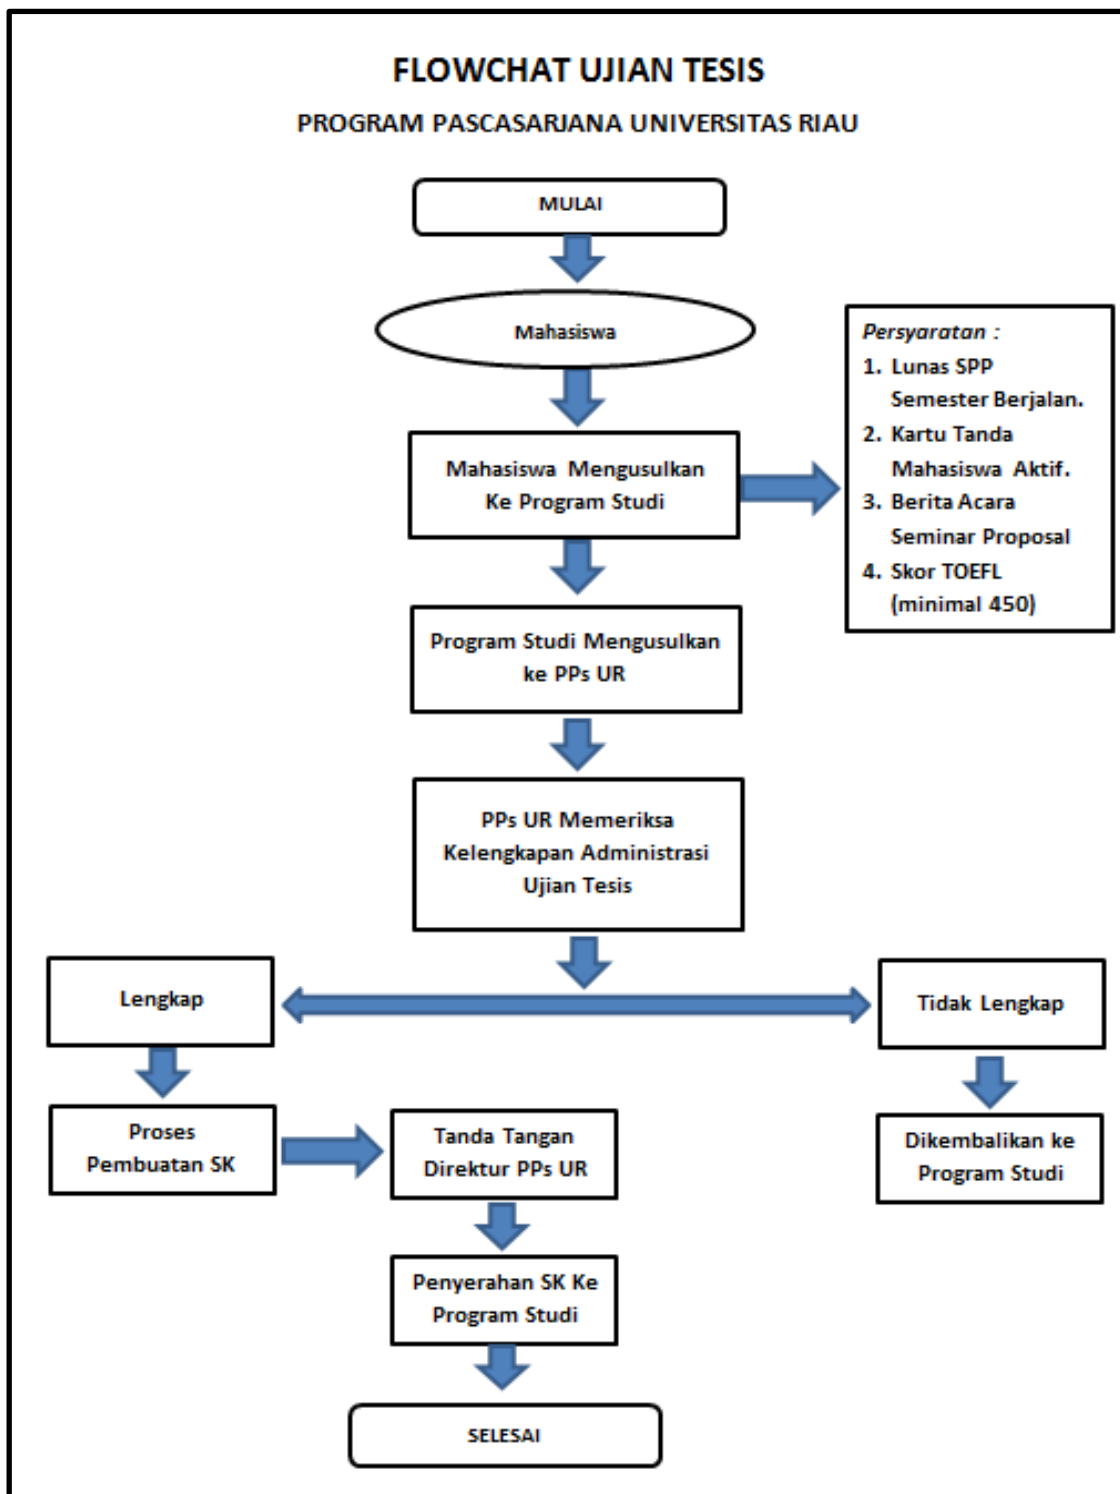 FLOWCHAT UJIAN TESIS
PROGRAM PASCASARJANA UNIVERSITAS RIAU
MULAI
Mahasiswa
Mahasiswa Mengusulkan
Ke Program Studi
Persyaratan :
1. Lunas SPP
Semester Berjalan.
2. Kartu Tanda
Mahasiswa Aktif.
3. Berita Acara
Seminar Proposal
4. Skor TOEFL
(minimal 450)
Program Studi Mengusulkan
ke PPs UR
PPs UR Memeriksa
Kelengkapan Administrasi
Ujian Tesis
Lengkap
Tidak Lengkap
Proses
Pembuatan SK
Tanda Tangan
Direktur PPs UR
Dikembalikan ke
Program Studi
Penyerahan SK Ke
Program Studi
SELESAI